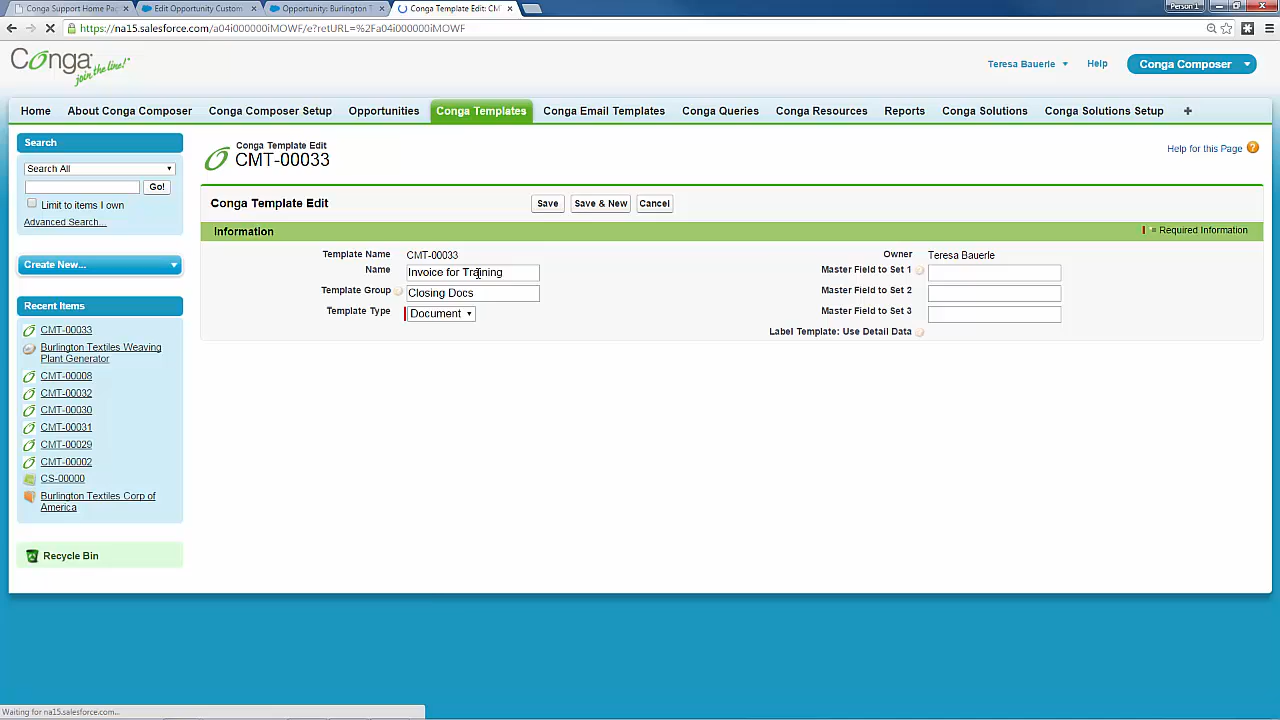 Conga Support Home Pa
Edit Opportunity Custom
Opportunity: Burlington T
Conga Template Edit: CMT
Person 1
https://na15.salesforce.com/a04i000000iMOWF/e?retURL=%2Fa04i000000iMOWF
Conga
join the line!
Teresa Bauerle
Help
Conga Composer
Home
About Conga Composer
Conga Composer Setup
Opportunities
Conga Templates
Conga Email Templates
Conga Queries
Conga Resources
Reports
Conga Solutions
Conga Solutions Setup
+
Search
Search All
Go!
Limit to items I own
Advanced Search...
Create New...
Recent Items
CMT-00033
Burlington Textiles Weaving
Plant Generator
CMT-00008
CMT-00032
CMT-00030
CMT-00031
CMT-00029
CMT-00002
CS-00000
Burlington Textiles Corp of
America
Recycle Bin
Conga Template Edit
CMT-00033
Help for this Page
Conga Template Edit
Save
Save & New
Cancel
Information
= Required Information
Template Name CMT-00033
Owner Teresa Bauerle
Name Invoice for Training
Master Field to Set 1
Template Group Closing Docs
Master Field to Set 2
Template Type Document
Master Field to Set 3
Label Template: Use Detail Data
Waiting for na15.salesforce.com...